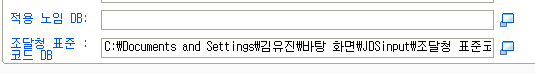 적용 노임 DB:
조달청 표준 :
코드 DB
C:\Documents and Settings\김유진\바탕 화면\JDSinput\조달청 표준코